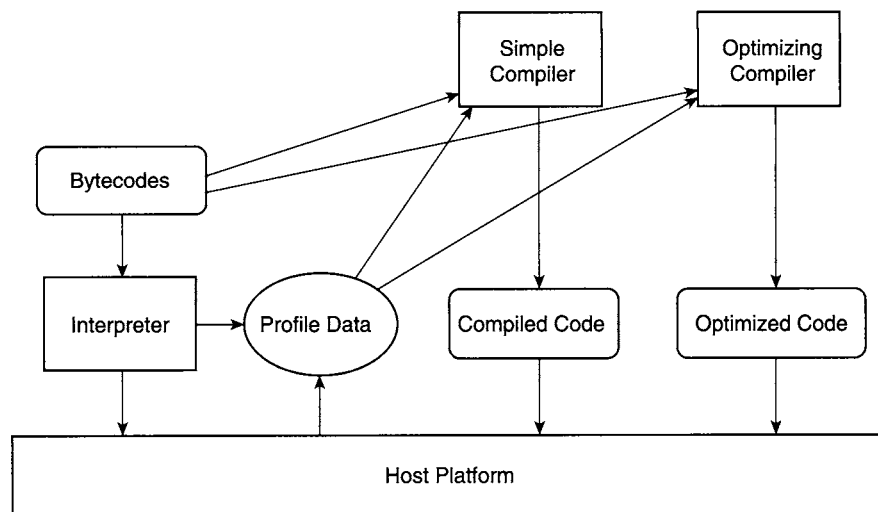 Simple
Compiler
Optimizing
Compiler
Bytecodes
Interpreter
Profile Data
Compiled Code
Optimized Code
Host Platform